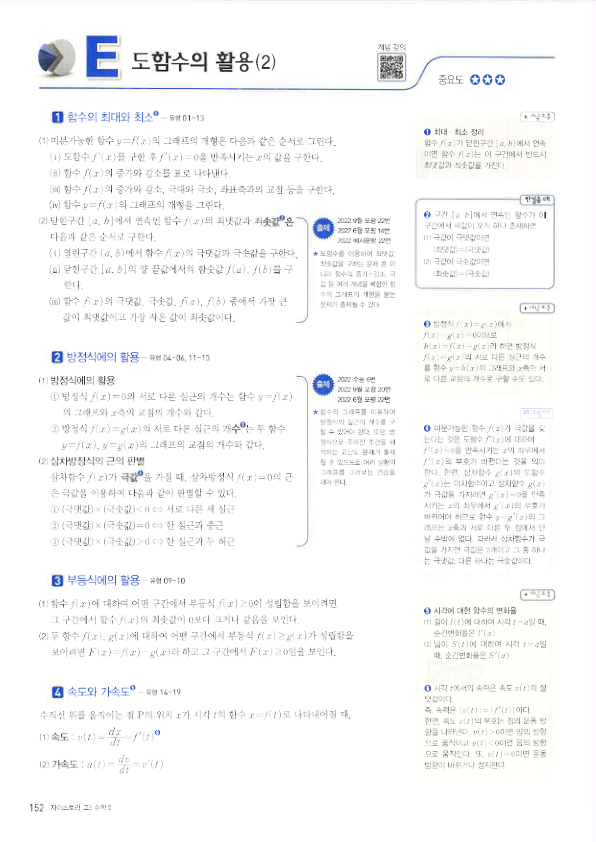 E 도함수의 활용(2)
개념 강의
중요도
1 함수의 최대와 최소❶ - 유형 01~13
(1) 미분가능한 함수 y=f(x)의 그래프의 개형은 다음과 같은 순서로 그린다.
(i) 도함수 f'(x)를 구한 후 f'(x)=0을 만족시키는 x의 값을 구한다.
(ii) 함수 f(x)의 증가와 감소를 표로 나타낸다.
(iii) 함수 f(x)의 증가와 감소, 극대와 극소, 좌표축과의 교점 등을 구한다.
(iv) 함수 y=f(x)의 그래프의 개형을 그린다.
(2) 닫힌구간 [a, b]에서 연속인 함수 f(x)의 최댓값과 최솟값❷은
다음과 같은 순서로 구한다.
(i) 열린구간 (a, b)에서 함수 f(x)의 극댓값과 극솟값을 구한다.
(ii) 닫힌구간 [a, b]의 양 끝값에서의 함숫값 f(a), f(b)를 구
한다.
(iii) 함수 f(x)의 극댓값, 극솟값, f(a), f(b) 중에서 가장 큰
값이 최댓값이고 가장 작은 값이 최솟값이다.
출제
2022 9월 모평 22번
2022 6월 모평 14번
2022 예시문항 22번
★ 도함수를 이용하여 최댓값,
최솟값을 구하는 문제 뿐 아
니라 함수의 증가·감소, 극
값 등 여러 개념을 복합한 함
수의 그래프의 개형을 묻는
문제가 출제될 수 있다.
2 방정식에의 활용 - 유형 04~06, 11~13
(1) 방정식에의 활용
① 방정식 f(x)=0의 서로 다른 실근의 개수는 함수 y=f(x)
의 그래프와 x축의 교점의 개수와 같다.
② 방정식 f(x)=g(x)의 서로 다른 실근의 개수❸는 두 함수
y=f(x), y=g(x)의 그래프의 교점의 개수와 같다.
(2) 삼차방정식의 근의 판별
삼차함수 f(x)가 극값❹을 가질 때, 삼차방정식 f(x)=0의 근
은 극값을 이용하여 다음과 같이 판별할 수 있다.
① (극댓값)×(극솟값)<0 ⇔ 서로 다른 세 실근
② (극댓값)×(극솟값)=0 ⇔ 한 실근과 중근
③ (극댓값)×(극솟값)>0 ⇔ 한 실근과 두 허근
출제
2022 수능 6번
2022 9월 모평 20번
2022 6월 모평 22번
★ 함수의 그래프를 이용하여
방정식의 실근의 개수를 구
할 수 있어야 한다. 또한, 방
정식으로 주어진 조건을 해
석하는 고난도 문제가 출제
될 수 있으므로 여러 상황의
그래프를 그려보는 연습을
해야 한다.
3 부등식에의 활용 - 유형 09~10
(1) 함수 f(x)에 대하여 어떤 구간에서 부등식 f(x)≥0이 성립함을 보이려면
그 구간에서 함수 f(x)의 최솟값이 0보다 크거나 같음을 보인다.
(2) 두 함수 f(x), g(x)에 대하여 어떤 구간에서 부등식 f(x)≥g(x)가 성립함을
보이려면 F(x)=f(x)-g(x)라 하고 그 구간에서 F(x)≥0임을 보인다.
4 속도와 가속도❺ - 유형 14~19
수직선 위를 움직이는 점 P의 위치 x가 시각 t의 함수 x=f(t)로 나타내어질 때,
(1) 속도 : v(t)=dx/dt=f'(t)❻
(2) 가속도 : a(t)=dv/dt=v'(t)
❶ 최대·최소 정리
함수 f(x)가 닫힌구간 [a, b]에서 연속
이면 함수 f(x)는 이 구간에서 반드시
최댓값과 최솟값을 가진다.
❷ 구간 [a, b]에서 연속인 함수가 이
구간에서 극값이 오직 하나 존재하면
(1) 극값이 극댓값이면
(최댓값)=(극댓값)
(2) 극값이 극솟값이면
(최솟값)=(극솟값)
❸ 방정식 f(x)=g(x)에서
f(x)-g(x)=0이므로
h(x)=f(x)-g(x)라 하면 방정식
f(x)=g(x)의 서로 다른 실근의 개수
를 함수 y=h(x)의 그래프와 x축의 서
로 다른 교점의 개수로 구할 수도 있다.
❹ 미분가능한 함수 f(x)가 극값을 갖
는다는 것은 도함수 f'(x)에 대하여
f'(x)=0을 만족시키는 x의 좌우에서
f'(x)의 부호가 바뀐다는 것을 의미
한다. 한편, 삼차함수 g(x)의 도함수
g'(x)는 이차함수이고 삼차함수 g(x)
가 극값을 가지려면 g'(x)=0을 만족
시키는 x의 좌우에서 g'(x)의 부호가
바뀌어야 하므로 함수 y=g'(x)의 그
래프는 x축과 서로 다른 두 점에서 만
날 수밖에 없다. 따라서 삼차함수가 극
값을 가지면 극값은 2개이고 그 중 하나
는 극댓값, 다른 하나는 극솟값이다.
❺ 시각에 대한 함수의 변화율
(1) 길이 l(t)에 대하여 시각 t=a일 때,
순간변화율은 l'(a)
(2) 넓이 S(t)에 대하여 시각 t=a일
때, 순간변화율은 S'(a)
❻ 시각 t에서의 속력은 속도 v(t)의 절
댓값이다.
즉, 속력은 |v(t)|=|f'(t)|이다.
한편, 속도 v(t)의 부호는 점의 운동 방
향을 나타낸다. v(t)>0이면 양의 방향
으로 움직이고 v(t)<0이면 음의 방향
으로 움직인다. 또, v(t)=0이면 운동
방향이 바뀌거나 정지한다.
152 자이스토리 고3 수학Ⅱ